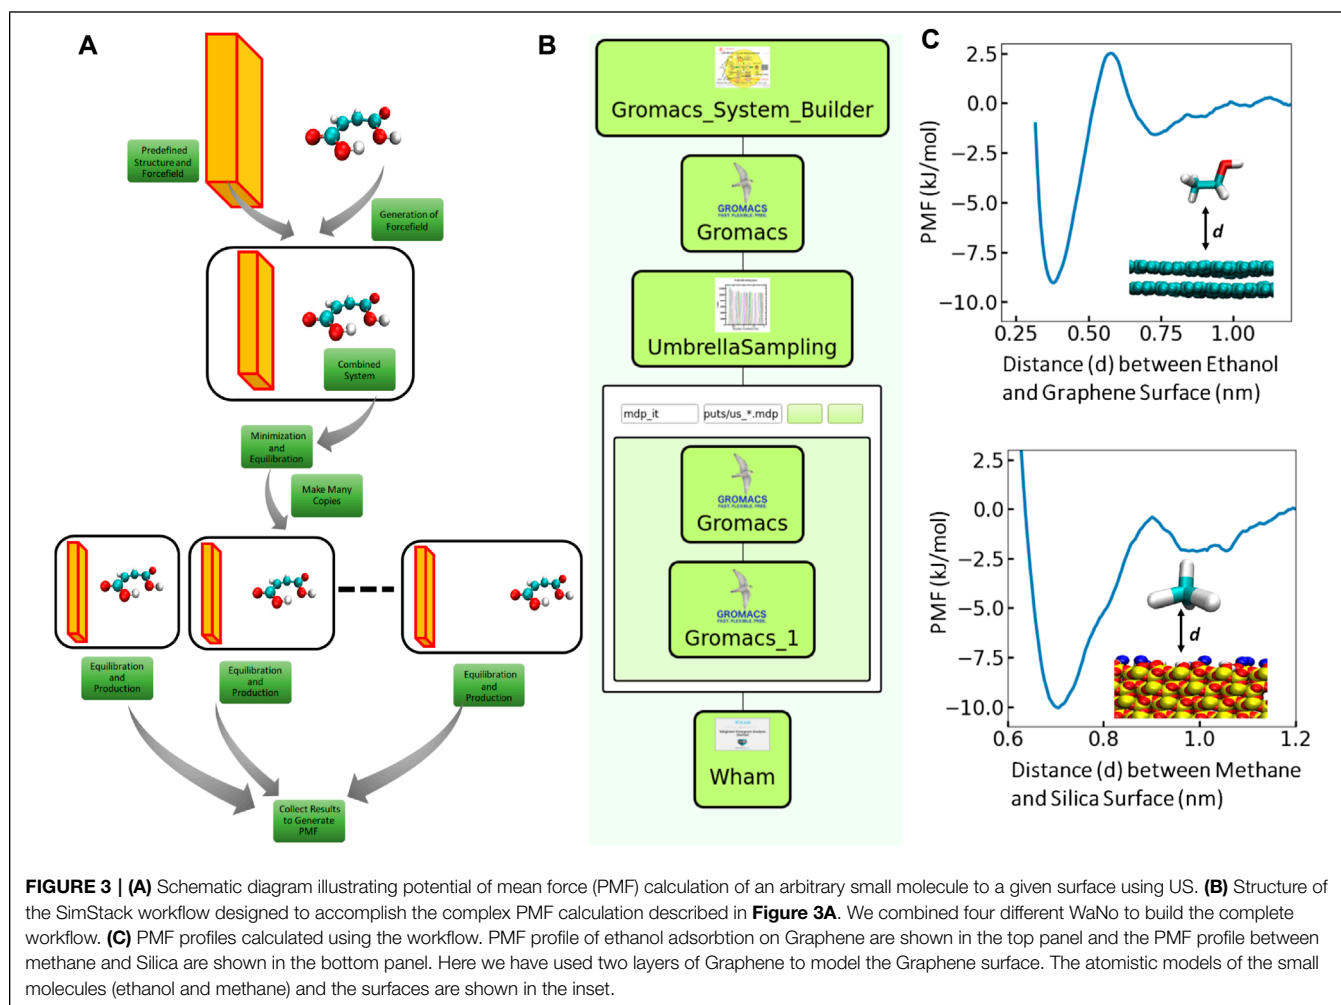 A
Predefined
Structure and
Forcefield
Generation of
Forcefield
Combined
System
Minimization
and
Equilibration
Make Many
Copies
Equilibration
and
Production
Equilibration
and
Production
Equilibration
and
Production
Collect Results
to Generate
PMF
B
Gromacs_System_Builder
GROMACS
FAST. FLEXIBLE. FREE.
Gromacs
UmbrellaSampling
mdp_it
puts/us_*.mdp
GROMACS
FAST. FLEXIBLE. FREE.
Gromacs
GROMACS
FAST. FLEXIBLE. FREE.
Gromacs_1
Wham
C
PMF (kJ/mol)
2.5
0.0
−2.5
−5.0
−7.5
−10.0
d
0.25 0.50 0.75 1.00
Distance (d) between Ethanol
and Graphene Surface (nm)
PMF (kJ/mol)
2.5
0.0
−2.5
−5.0
−7.5
−10.0
d
0.6 0.8 1.0 1.2
Distance (d) between Methane
and Silica Surface (nm)
FIGURE 3 | (A) Schematic diagram illustrating potential of mean force (PMF) calculation of an arbitrary small molecule to a given surface using US. (B) Structure of
the SimStack workflow designed to accomplish the complex PMF calculation described in Figure 3A. We combined four different WaNo to build the complete
workflow. (C) PMF profiles calculated using the workflow. PMF profile of ethanol adsorbtion on Graphene are shown in the top panel and the PMF profile between
methane and Silica are shown in the bottom panel. Here we have used two layers of Graphene to model the Graphene surface. The atomistic models of the small
molecules (ethanol and methane) and the surfaces are shown in the inset.